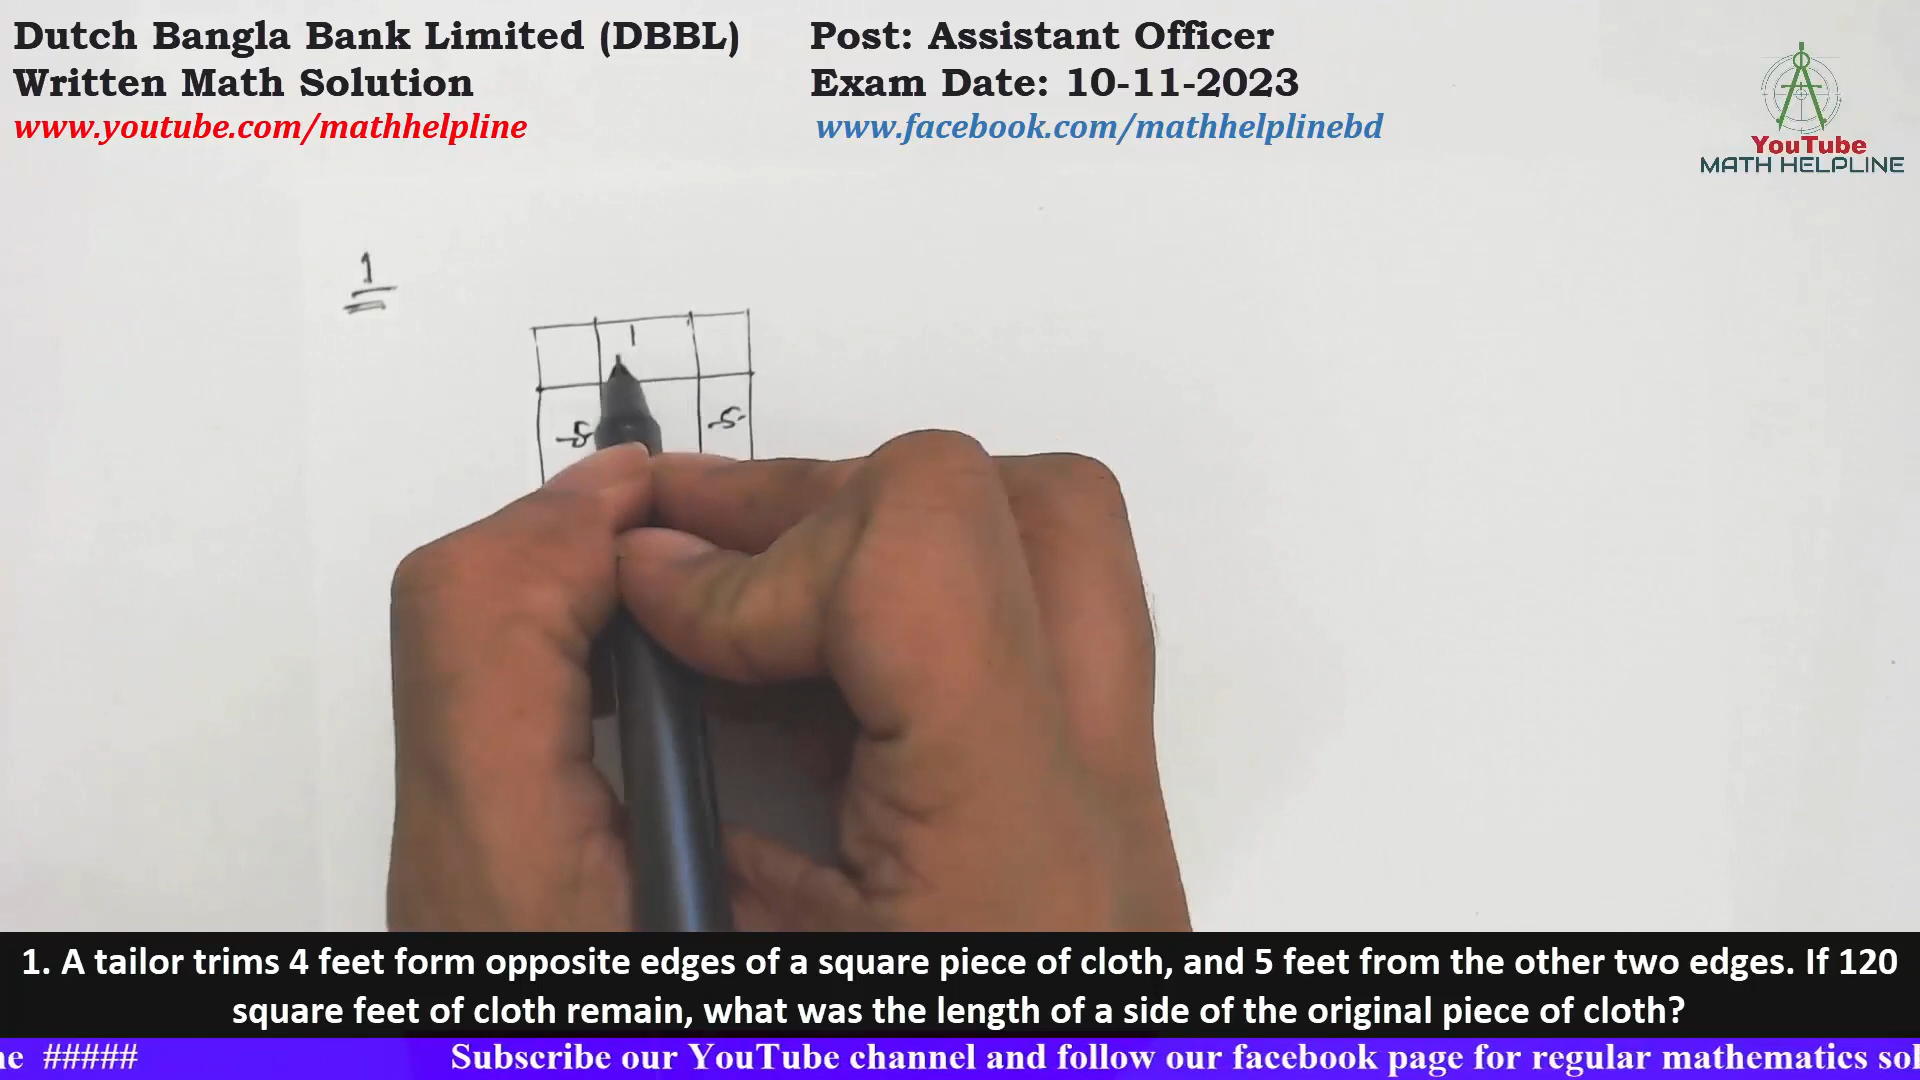 Dutch Bangla Bank Limited (DBBL)
Written Math Solution
www.youtube.com/mathhelpline
Post: Assistant Officer
Exam Date: 10-11-2023
www.facebook.com/mathhelplinebd
YouTube
MATH HELPLINE
1
5
5
1. A tailor trims 4 feet form opposite edges of a square piece of cloth, and 5 feet from the other two edges. If 120
square feet of cloth remain, what was the length of a side of the original piece of cloth?
##### Subscribe our YouTube channel and follow our facebook page for regular mathematics